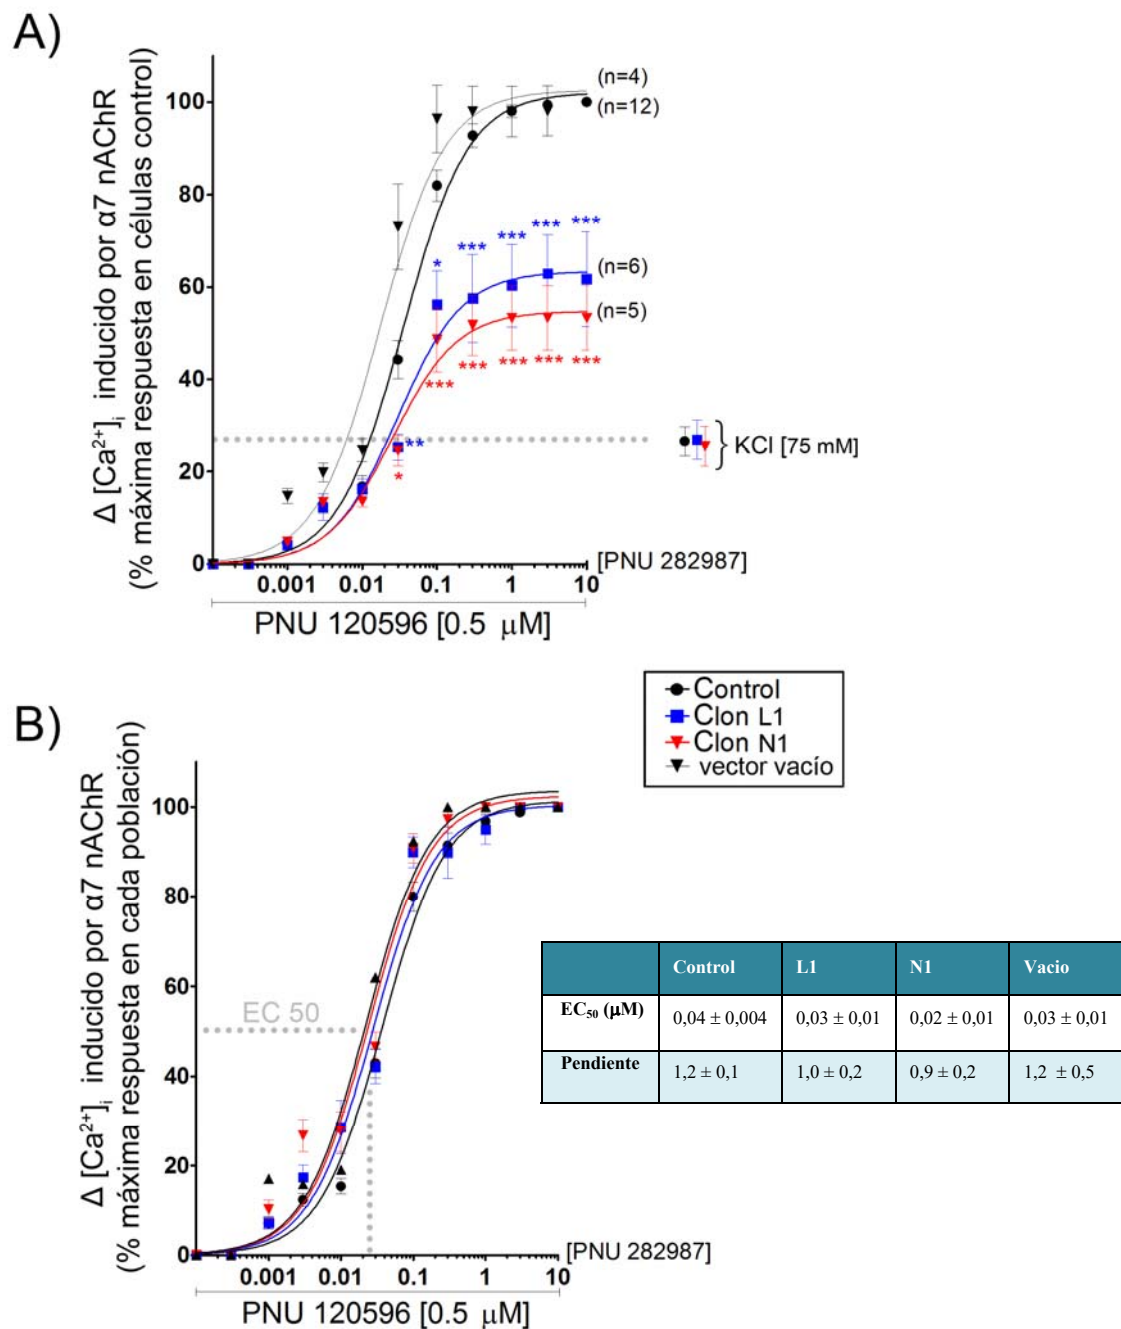 A)
Δ [Ca²⁺]ᵢ inducido por α7 nAChR
(% máxima respuesta en células control)
100
80
60
40
20
0
(n=4)
(n=12)
***
***
***
***
*
(n=6)
(n=5)
***
***
***
***
***
**
*
KCl [75 mM]
0.001
0.01
0.1
1
10
[PNU 282987]
PNU 120596 [0.5 μM]
Control
Clon L1
Clon N1
vector vacío
B)
Δ [Ca²⁺]ᵢ inducido por α7 nAChR
(% máxima respuesta en cada población)
100
80
60
40
20
0
EC 50
0.001
0.01
0.1
1
10
[PNU 282987]
PNU 120596 [0.5 μM]
Control L1 N1 Vacio
EC₅₀ (μM) 0,04 ± 0,004 0,03 ± 0,01 0,02 ± 0,01 0,03 ± 0,01
Pendiente 1,2 ± 0,1 1,0 ± 0,2 0,9 ± 0,2 1,2 ± 0,5